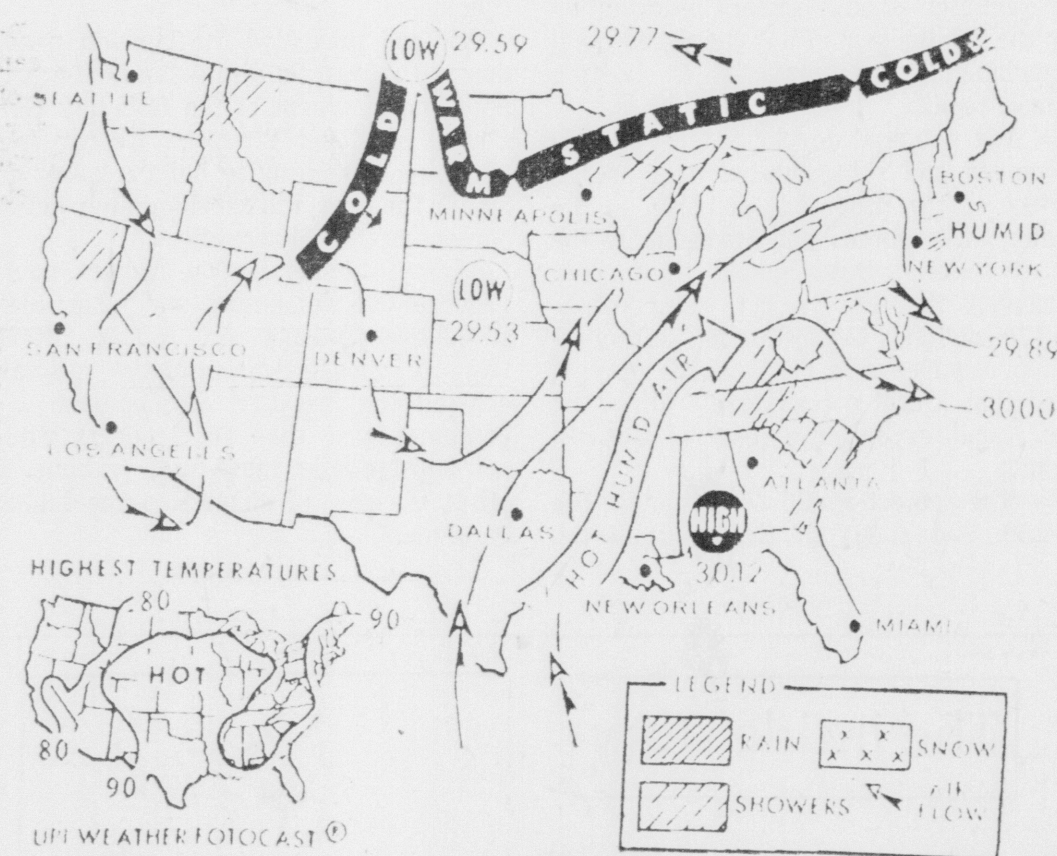 LOW 29.59
29.77
COLD
WARM
STATIC
COLD
SEATTLE
MINNEAPOLIS
BOSTON
HUMID
NEW YORK
CHICAGO
LOW
29.53
SAN FRANCISCO
DENVER
29.89
HOT HUMID AIR
30.00
LOS ANGELES
ATLANTA
DALLAS
HIGH
30.12
NEW ORLEANS
MIAMI
HIGHEST TEMPERATURES
80
90
HOT
80
90
UPI WEATHER FOTOCAST ®
LEGEND
RAIN
SNOW
SHOWERS
AIR
FLOW